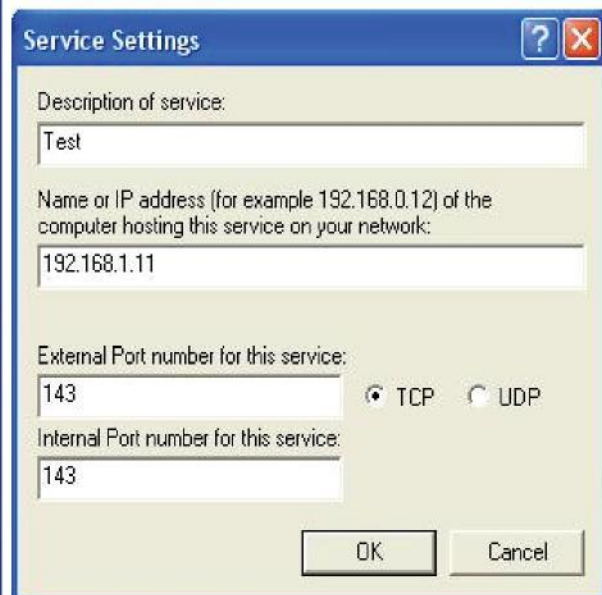 Service Settings
?
Description of service:
Test
Name or IP address (for example 192.168.0.12) of the
computer hosting this service on your network:
192.168.1.11
External Port number for this service:
143
TCP
UDP
Internal Port number for this service:
143
OK
Cancel